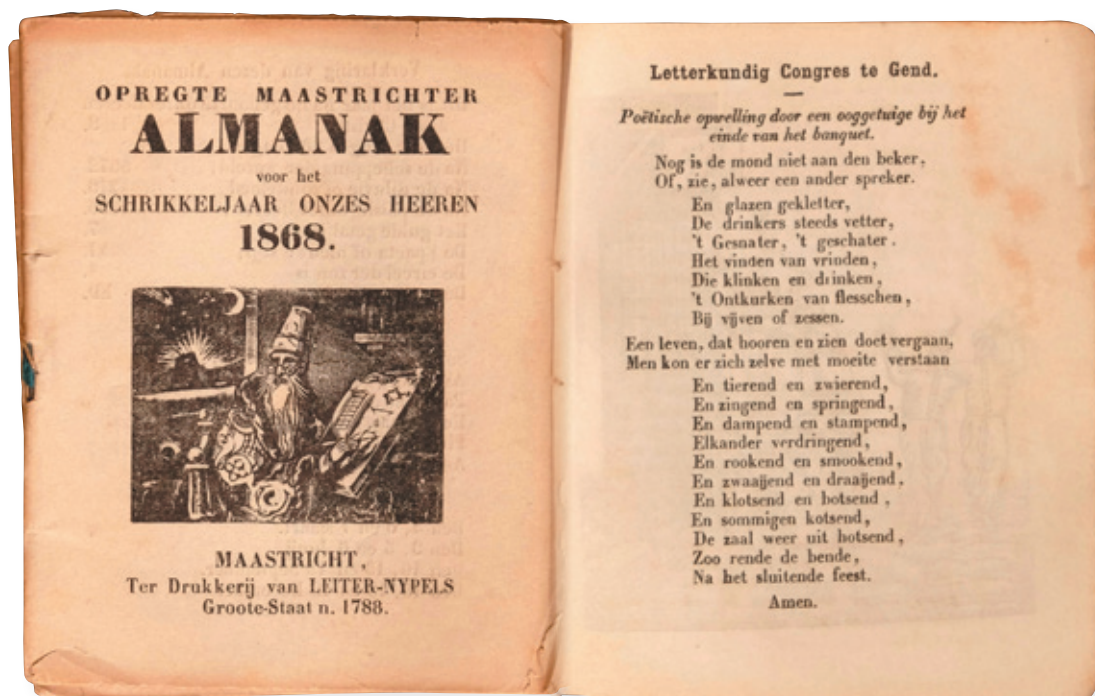 OPREGTE MAASTRICHTER
ALMANAK
voor het
SCHRIKKELJAAR ONZES HEEREN
1868.
MAASTRICHT,
Ter Drukkerij van LEITER-NYPELS
Groote-Staat n. 1788.
Letterkundig Congres te Gend.
Poëtische opwelling door een ooggetuige bij het
einde van het banquet.
Nog is de mond niet aan den beker,
Of, zie, alweer een ander spreker.
En glazen gekletter,
De drinkers steeds vetter,
't Gesnater, 't geschater.
Het vinden van vrinden,
Die klinken en drinken,
't Ontkurken van flesschen,
Bij vijven of zessen.
Een leven, dat hooren en zien doet vergaan,
Men kon er zich zelve met moeite verstaan
En tierend en zwierend,
En zingend en springend,
En dampend en stampend,
Elkander verdringend,
En rookend en smookend,
En zwaaijend en draaijend,
En klotsend en botsend,
En sommigen kotsend,
De zaal weer uit hotsend,
Zoo rende de bende,
Na het sluitende feest.
Amen.